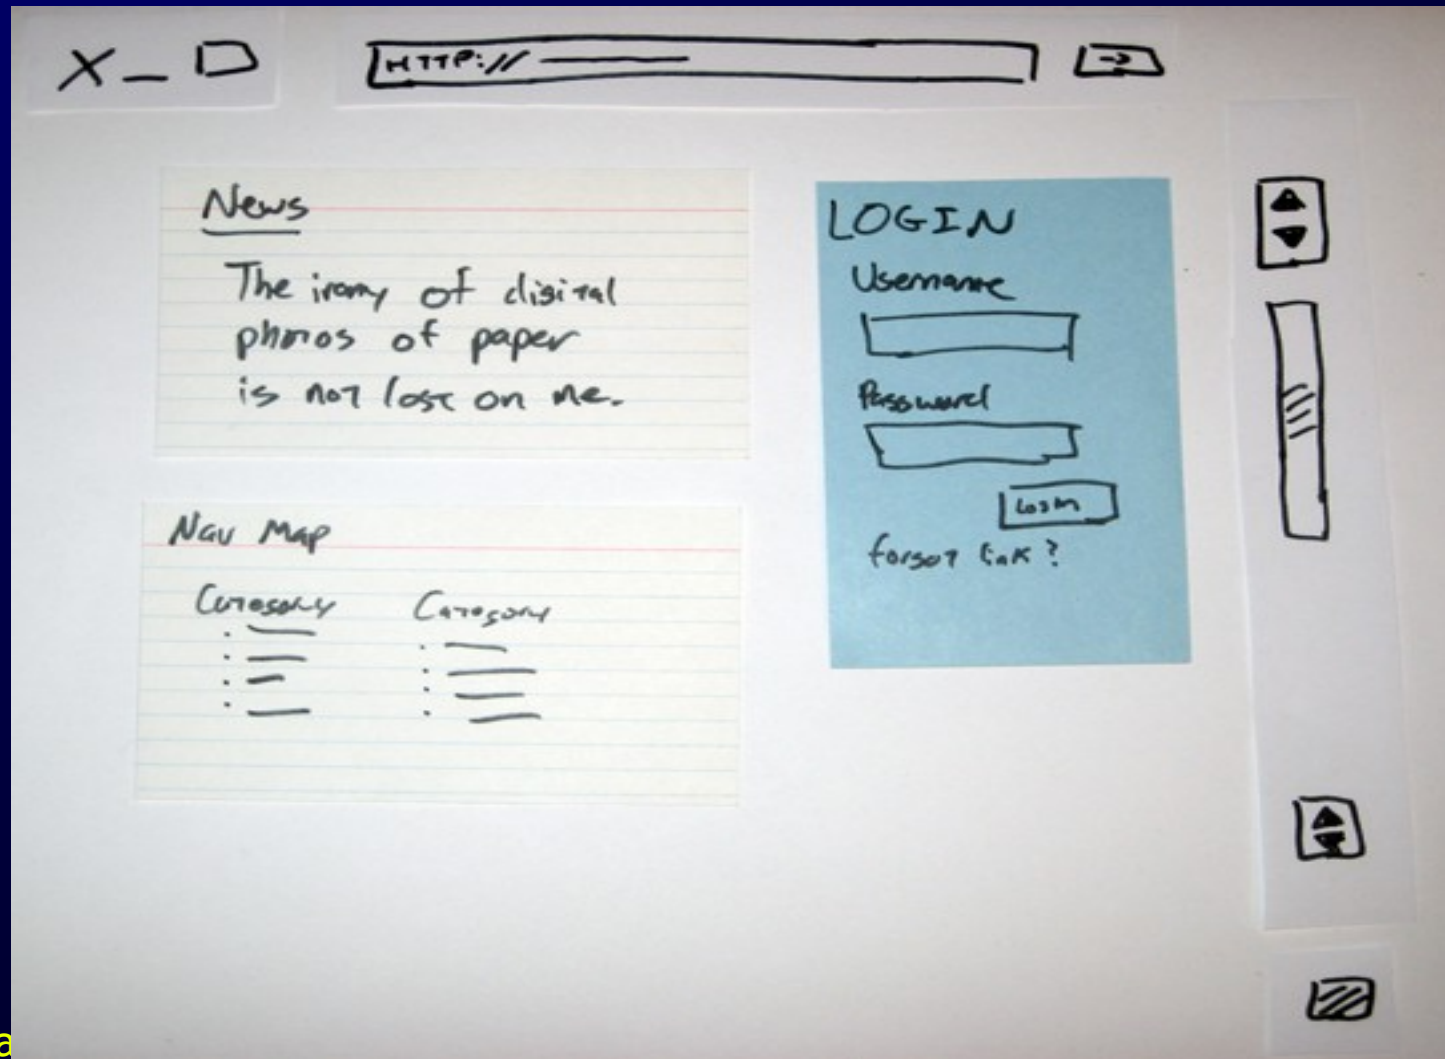 X _
HTTP://
News
The irony of digital
photos of paper
is not lost on me.
LOGIN
Username
Password
Login
forgot link?
Nav Map
Category Category